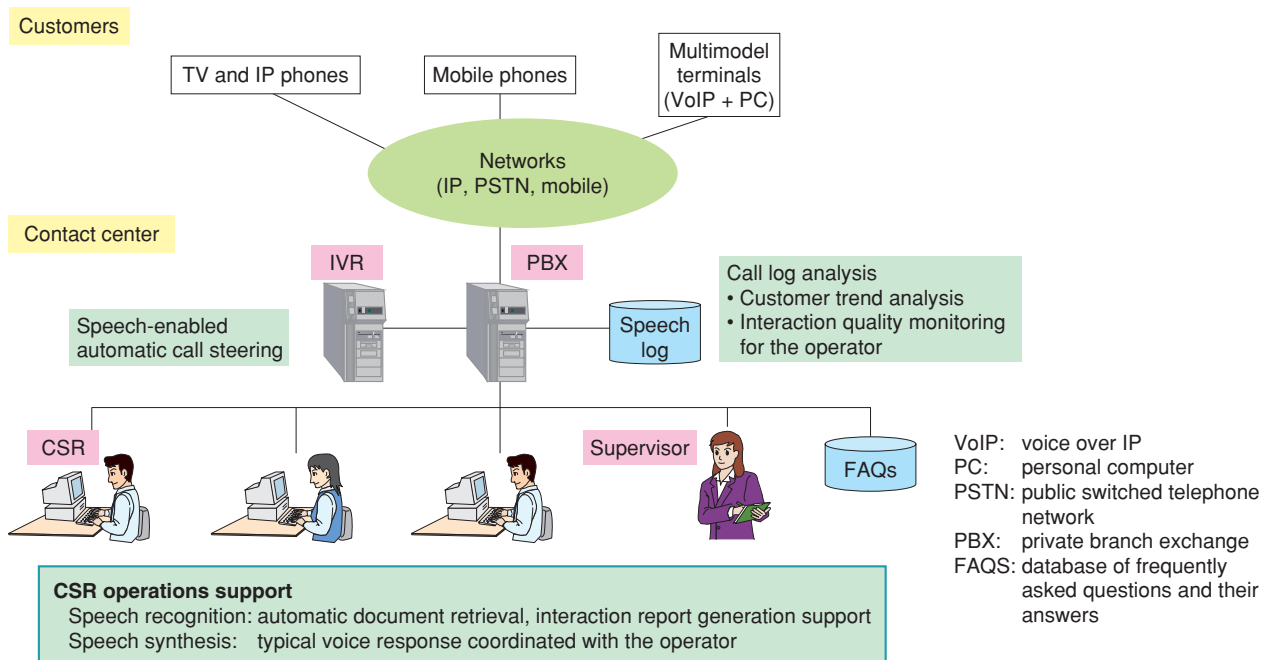 Customers
TV and IP phones
Mobile phones
Multimodel
terminals
(VoIP + PC)
Networks
(IP, PSTN, mobile)
Contact center
IVR
PBX
Speech-enabled
automatic call steering
Speech
log
Call log analysis
• Customer trend analysis
• Interaction quality monitoring
for the operator
CSR
Supervisor
FAQs
VoIP: voice over IP
PC: personal computer
PSTN: public switched telephone
network
PBX: private branch exchange
FAQS: database of frequently
asked questions and their
answers
CSR operations support
Speech recognition: automatic document retrieval, interaction report generation support
Speech synthesis: typical voice response coordinated with the operator